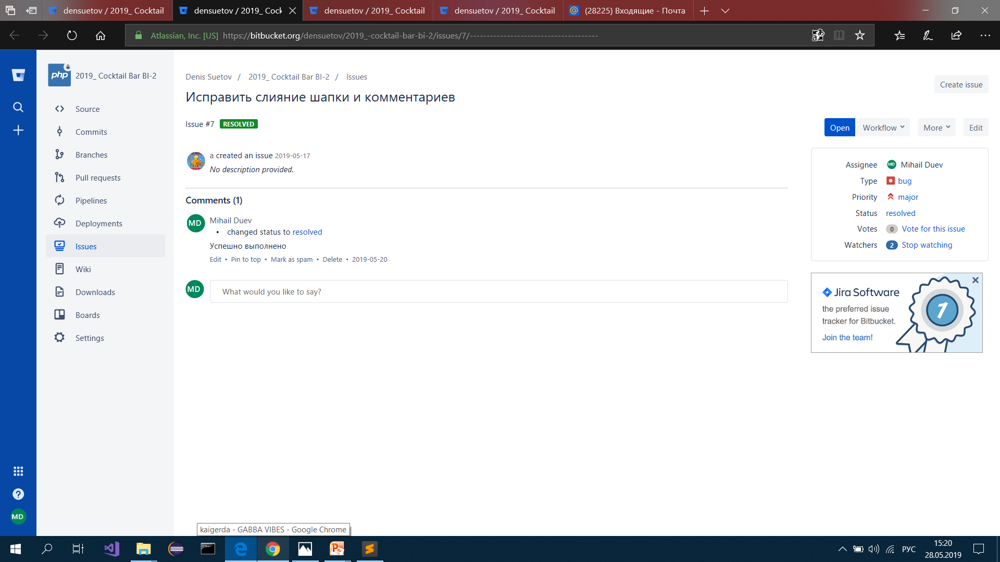 densuetov / 2019_ Cocktail
densuetov / 2019_ Cock
densuetov / 2019_ Cocktail
densuetov / 2019_ Cocktail
(28225) Входящие - Почта
Atlassian, Inc. [US] https://bitbucket.org/densuetov/2019_-cocktail-bar-bi-2/issues/7/--------------------------------------
php
2019_ Cocktail Bar BI-2
Source
Commits
Branches
Pull requests
Pipelines
Deployments
Issues
Wiki
Downloads
Boards
Settings
MD
Denis Suetov / 2019_ Cocktail Bar BI-2 / Issues
Create issue
Исправить слияние шапки и комментариев
Issue #7 RESOLVED
Open Workflow More Edit
a created an issue 2019-05-17
No description provided.
Comments (1)
MD
Mihail Duev
• changed status to resolved
Успешно выполнено
Edit • Pin to top • Mark as spam • Delete • 2019-05-20
MD
What would you like to say?
Assignee MD Mihail Duev
Type bug
Priority major
Status resolved
Votes 0 Vote for this issue
Watchers 2 Stop watching
Jira Software
the preferred issue
tracker for Bitbucket.
Join the team!
1
kaigerda - GABBA VIBES - Google Chrome
РУС
15:20
28.05.2019